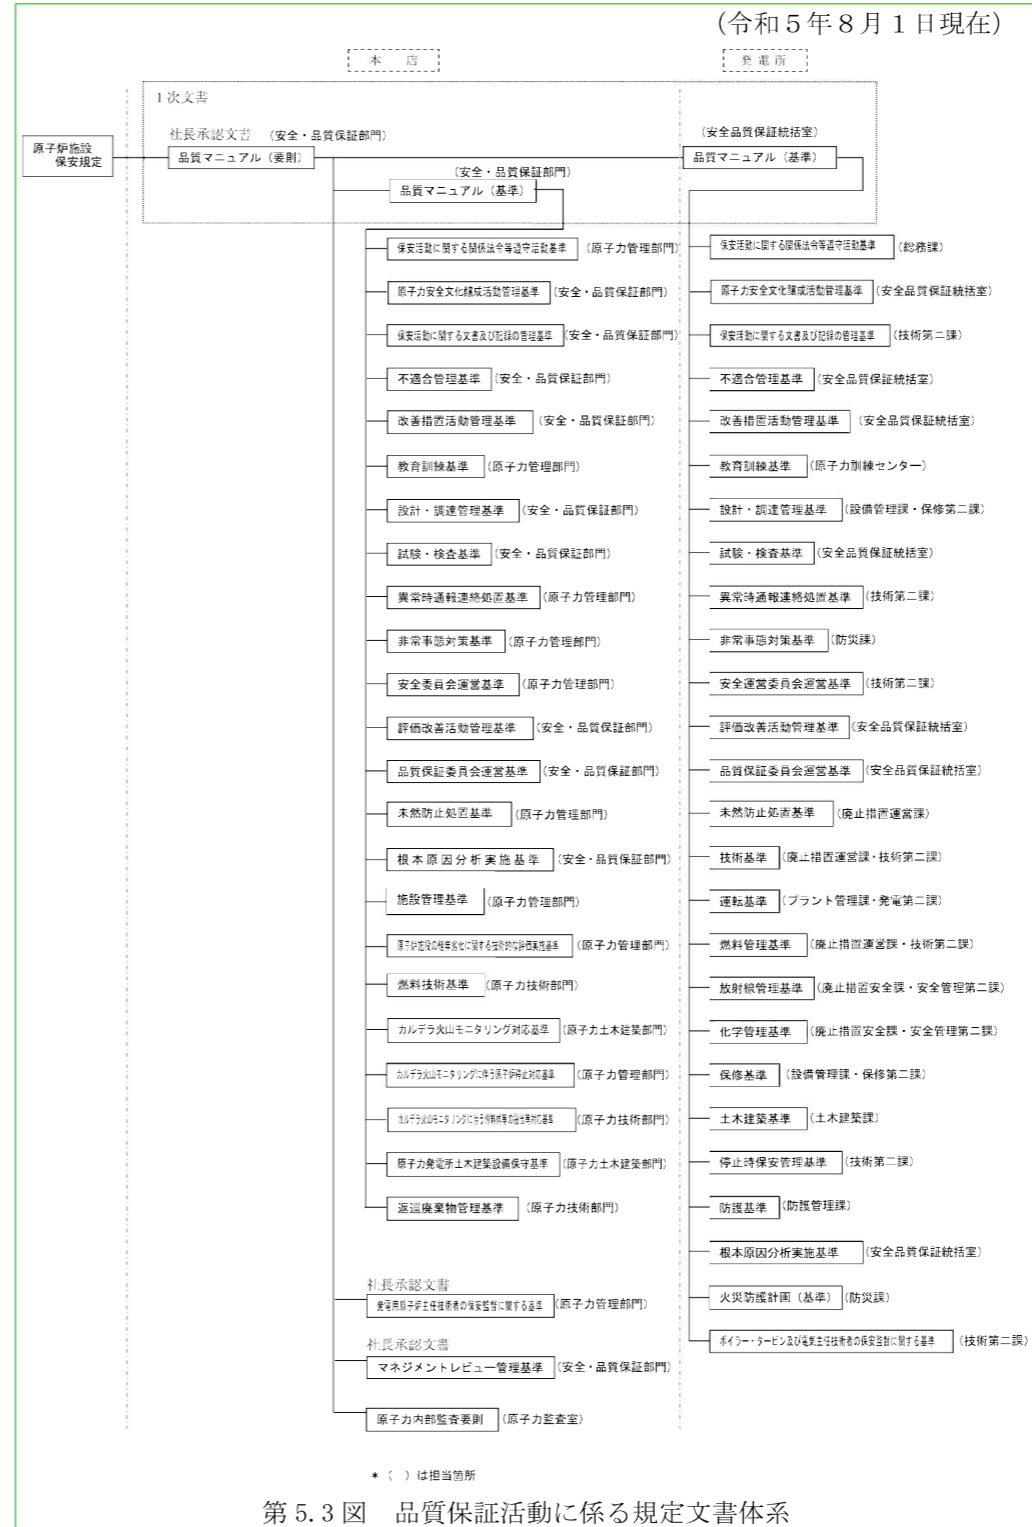 (令和5年8月1日現在)
本　店
発電所
1次文書
社長承認文書 (安全・品質保証部門)
(安全品質保証統括室)
原子炉施設
保安規定
品質マニュアル（要則）
品質マニュアル（基準）
(安全・品質保証部門)
品質マニュアル（基準）
保安活動に関する関係法令等遵守活動基準 (原子力管理部門)
保安活動に関する関係法令等遵守活動基準 (総務課)
原子力安全文化醸成活動管理基準 (安全・品質保証部門)
原子力安全文化醸成活動管理基準 (安全品質保証統括室)
保安活動に関する文書及び記録の管理基準 (安全・品質保証部門)
保安活動に関する文書及び記録の管理基準 (技術第二課)
不適合管理基準 (安全・品質保証部門)
不適合管理基準 (安全品質保証統括室)
改善措置活動管理基準 (安全・品質保証部門)
改善措置活動管理基準 (安全品質保証統括室)
教育訓練基準 (原子力管理部門)
教育訓練基準 (原子力訓練センター)
設計・調達管理基準 (安全・品質保証部門)
設計・調達管理基準 (設備管理課・保修第二課)
試験・検査基準 (安全・品質保証部門)
試験・検査基準 (安全品質保証統括室)
異常時通報連絡処置基準 (原子力管理部門)
異常時通報連絡処置基準 (技術第二課)
非常事態対策基準 (原子力管理部門)
非常事態対策基準 (防災課)
安全委員会運営基準 (原子力管理部門)
安全運営委員会運営基準 (技術第二課)
評価改善活動管理基準 (安全・品質保証部門)
評価改善活動管理基準 (安全品質保証統括室)
品質保証委員会運営基準 (安全・品質保証部門)
品質保証委員会運営基準 (安全品質保証統括室)
未然防止処置基準 (原子力管理部門)
未然防止処置基準 (廃止措置運営課)
根本原因分析実施基準 (安全・品質保証部門)
技術基準 (廃止措置運営課・技術第二課)
施設管理基準 (原子力管理部門)
運転基準 (プラント管理課・発電第二課)
原子炉施設の経年劣化に関する技術的な評価実施基準 (原子力管理部門)
燃料管理基準 (廃止措置運営課・技術第二課)
燃料技術基準 (原子力技術部門)
放射線管理基準 (廃止措置安全課・安全管理第二課)
カルデラ火山モニタリング対応基準 (原子力土木建築部門)
化学管理基準 (廃止措置安全課・安全管理第二課)
カルデラ火山モニタリングに伴う原子炉停止対応基準 (原子力管理部門)
保修基準 (設備管理課・保修第二課)
カルデラ火山モニタリングに伴う燃料体等の搬出等対応基準 (原子力技術部門)
土木建築基準 (土木建築課)
原子力発電所土木建築設備保守基準 (原子力土木建築部門)
停止時保安管理基準 (技術第二課)
返還廃棄物管理基準 (原子力技術部門)
防護基準 (防護管理課)
根本原因分析実施基準 (安全品質保証統括室)
社長承認文書
発電用原子炉主任技術者の保安監督に関する基準 (原子力管理部門)
火災防護計画（基準） (防災課)
社長承認文書
ボイラー・タービン及び電気主任技術者の保安監督に関する基準 (技術第二課)
マネジメントレビュー管理基準 (安全・品質保証部門)
原子力内部監査要則 (原子力監査室)
*（　）は担当箇所
第5.3図　品質保証活動に係る規定文書体系